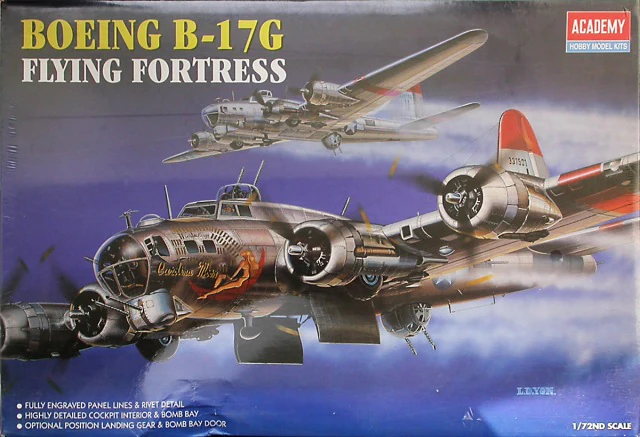 BOEING B-17G
FLYING FORTRESS
ACADEMY
HOBBY MODEL KITS
337501
● FULLY ENGRAVED PANEL LINES & RIVET DETAIL
● HIGHLY DETAILED COCKPIT INTERIOR & BOMB BAY
● OPTIONAL POSITION LANDING GEAR & BOMB BAY DOOR
1/72ND SCALE